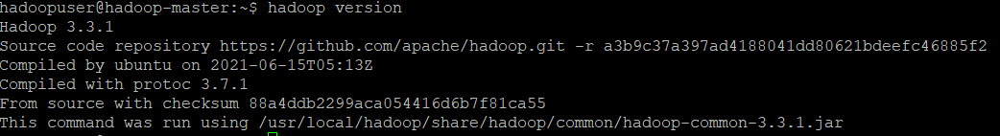 hadoopuser@hadoop-master:~$ hadoop version
Hadoop 3.3.1
Source code repository https://github.com/apache/hadoop.git -r a3b9c37a397ad4188041dd80621bdeefc46885f2
Compiled by ubuntu on 2021-06-15T05:13Z
Compiled with protoc 3.7.1
From source with checksum 88a4ddb2299aca054416d6b7f81ca55
This command was run using /usr/local/hadoop/share/hadoop/common/hadoop-common-3.3.1.jar